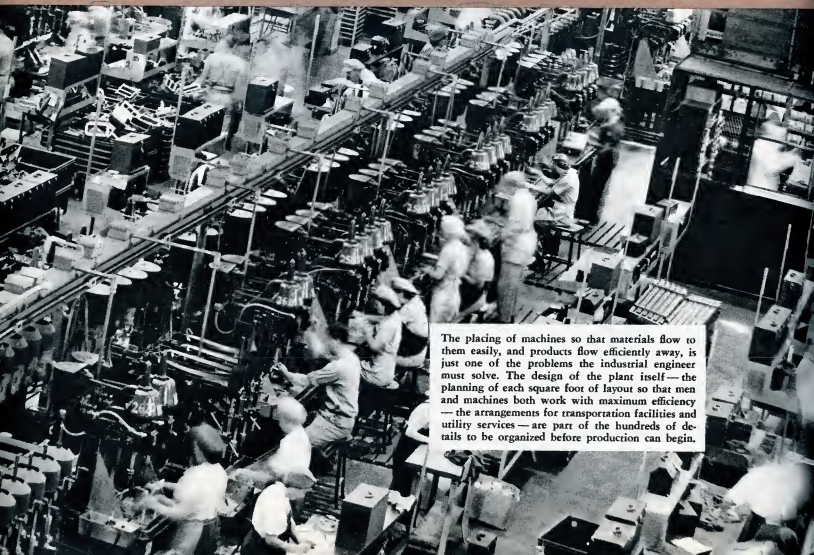 The placing of machines so that materials flow to
them easily, and products flow efficiently away, is
just one of the problems the industrial engineer
must solve. The design of the plant itself — the
planning of each square foot of layout so that men
and machines both work with maximum efficiency
— the arrangements for transportation facilities and
utility services — are part of the hundreds of de-
tails to be organized before production can begin.